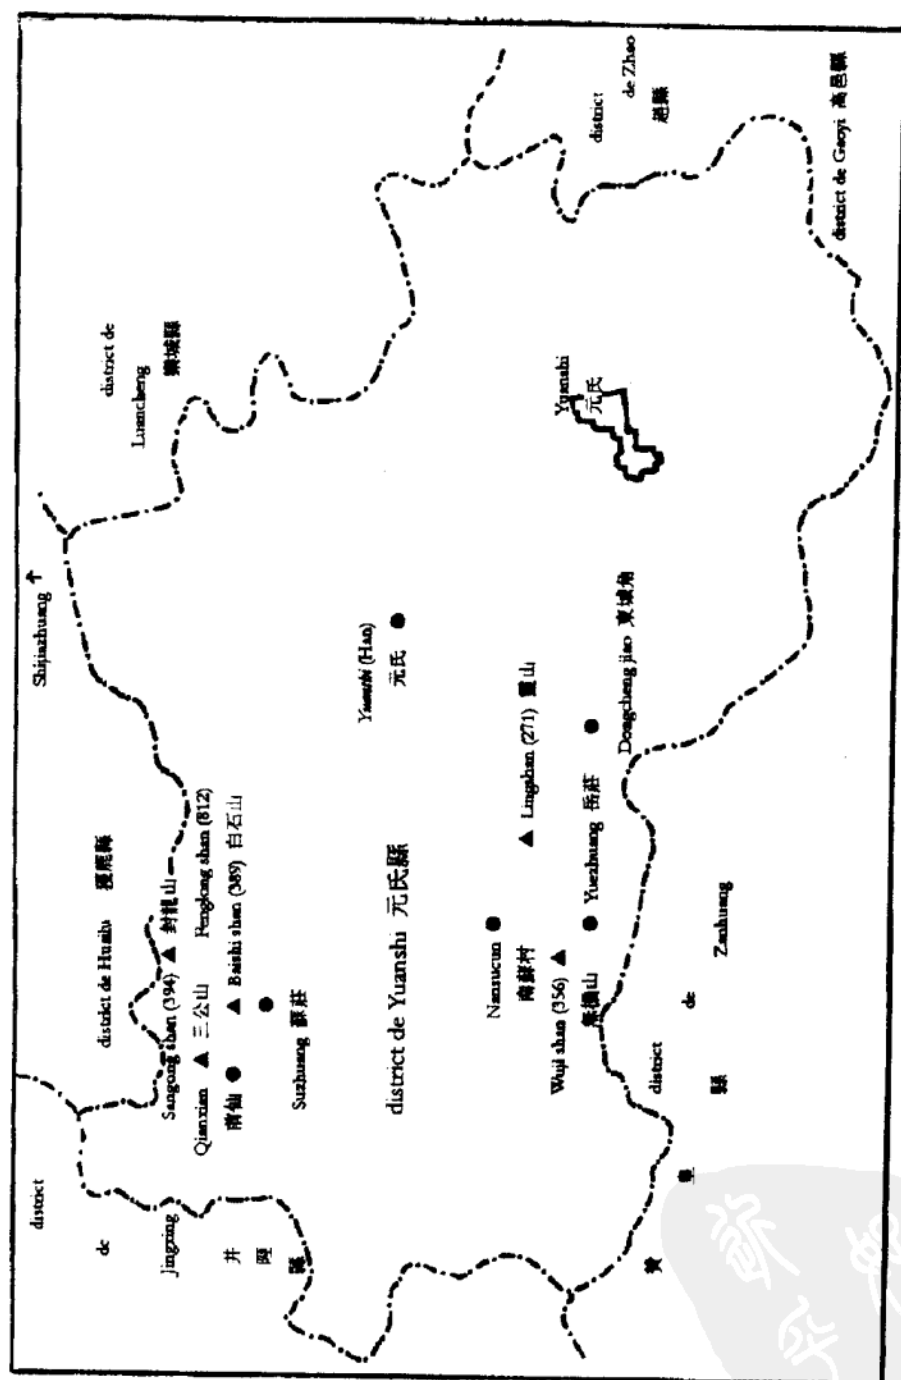 district
de
Jingxing
井
陘
縣
district de Huailu 獲鹿縣
Shijiazhuang
district de
Luancheng
欒城縣
district
de Zhao
趙縣
district de Gaoyi 高邑縣
Sangong shan (394)
三公山
封龍山
Fenglong shan (812)
Qianxian
前仙
Baishi shan (389) 白石山
Suzhuang 蘇莊
Yuanshi (Han)
元氏
district de Yuanshi 元氏縣
Yuanshi
元氏
Nansucun
南蘇村
Lingshan (271) 靈山
Wuji shan (356)
無極山
Yuezhuang 岳莊
Dongcheng jiao 東城角
district
de
Zanhuang
贊
皇
縣